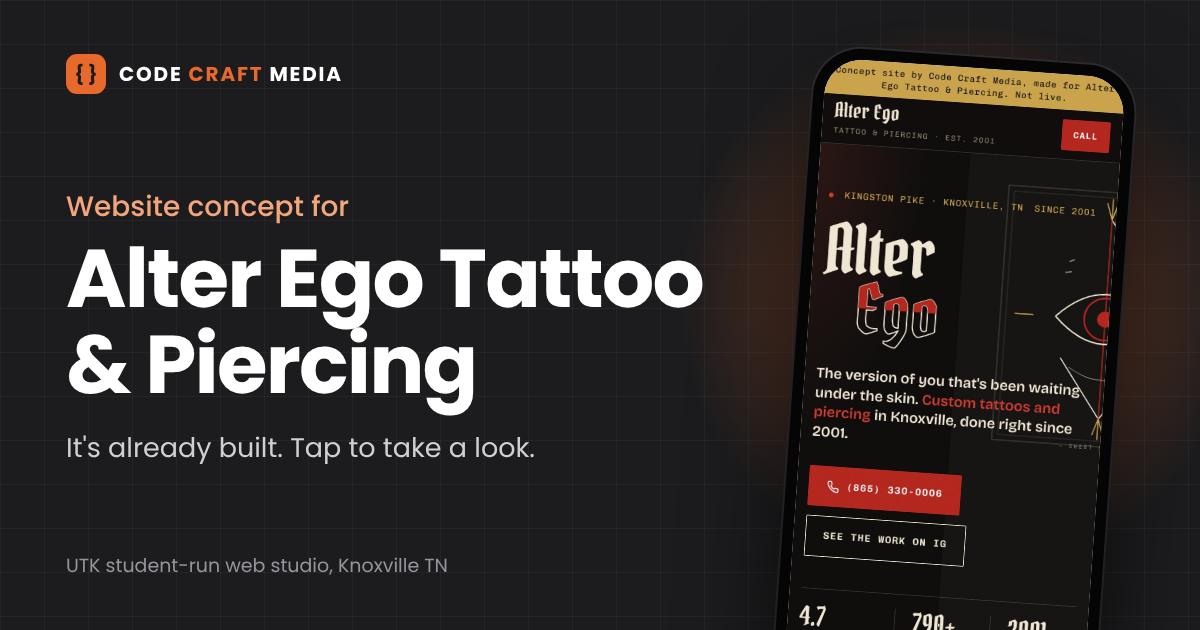 { } CODE CRAFT MEDIA
Website concept for
Alter Ego Tattoo
& Piercing
It's already built. Tap to take a look.
UTK student-run web studio, Knoxville TN
Concept site by Code Craft Media, made for Alter
Ego Tattoo & Piercing. Not live.
Alter Ego
TATTOO & PIERCING · EST. 2001
CALL
KINGSTON PIKE · KNOXVILLE, TN SINCE 2001
Alter
Ego
The version of you that's been waiting
under the skin. Custom tattoos and
piercing in Knoxville, done right since
2001.
(865) 330-0006
SEE THE WORK ON IG
4.7
790+
2001